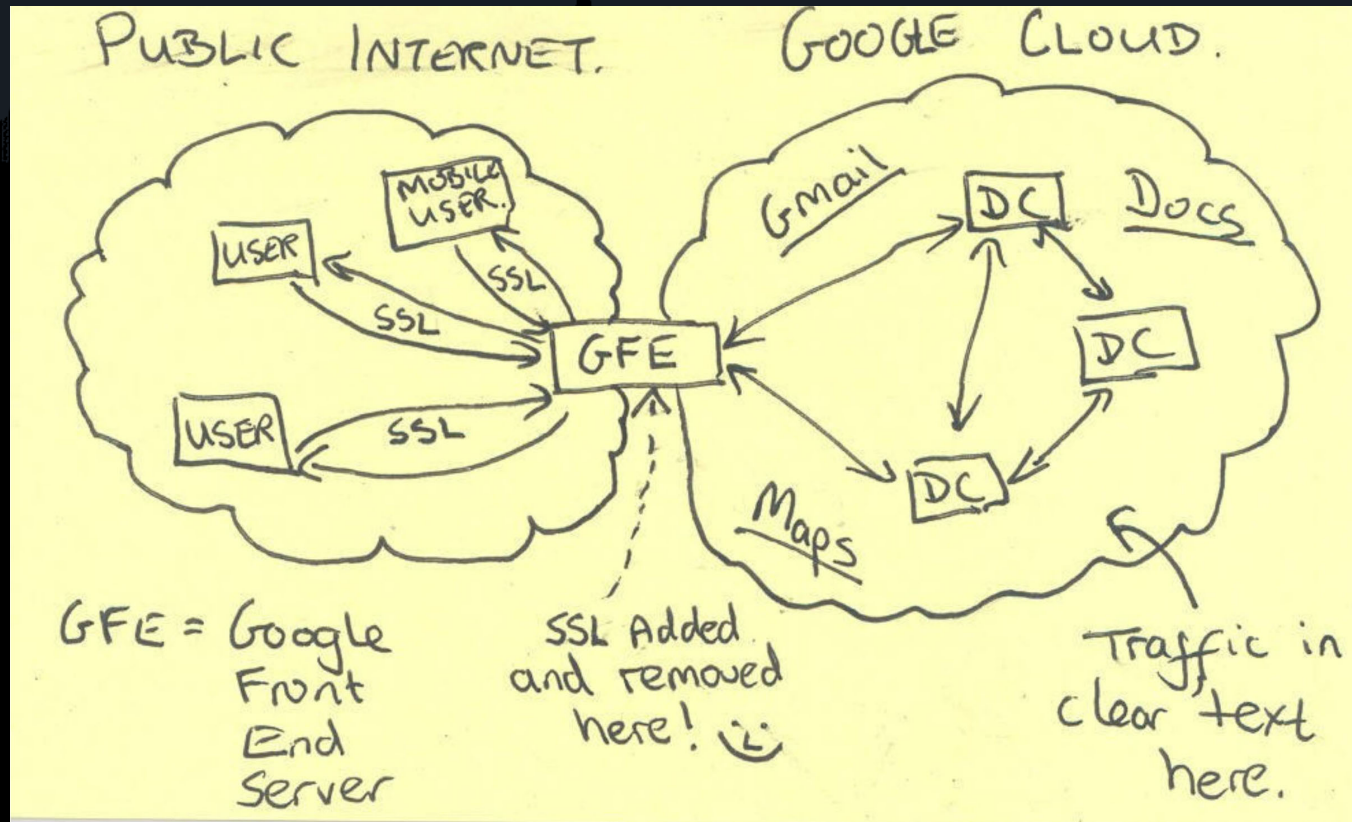 PUBLIC INTERNET.
GOOGLE CLOUD.
MOBILE
USER.
USER
SSL
SSL
USER
SSL
GFE
Gmail
DC
Docs
DC
DC
Maps
GFE = Google
Front
End
Server
SSL Added
and removed
here!
Traffic in
clear text
here.